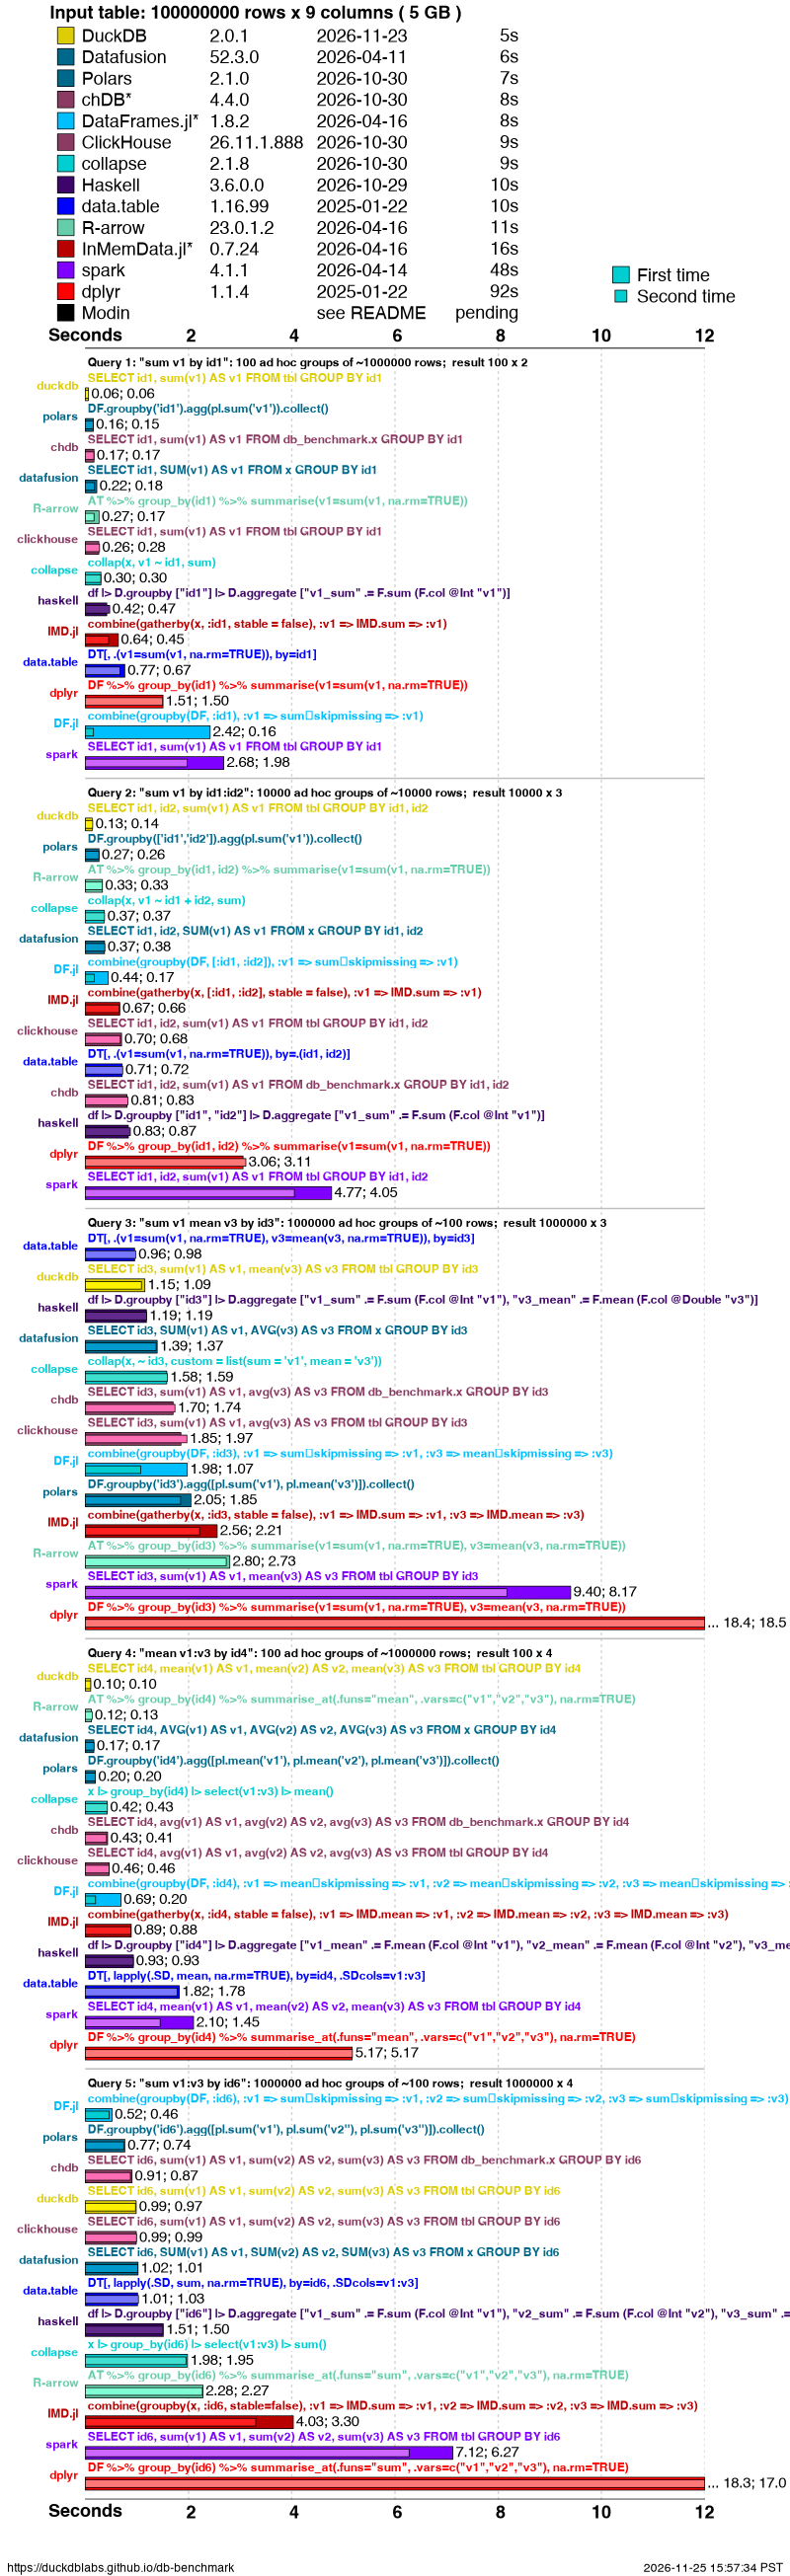 Input table: 100000000 rows x 9 columns ( 5 GB )
DuckDB 2.0.1 2026-11-23 5s
Datafusion 52.3.0 2026-04-11 6s
Polars 2.1.0 2026-10-30 7s
chDB* 4.4.0 2026-10-30 8s
DataFrames.jl* 1.8.2 2026-04-16 8s
ClickHouse 26.11.1.888 2026-10-30 9s
collapse 2.1.8 2026-10-30 9s
Haskell 3.6.0.0 2026-10-29 10s
data.table 1.16.99 2025-01-22 10s
R-arrow 23.0.1.2 2026-04-16 11s
InMemData.jl* 0.7.24 2026-04-16 16s
spark 4.1.1 2026-04-14 48s
First time
dplyr 1.1.4 2025-01-22 92s
Second time
Modin see README pending
Seconds 2 4 6 8 10 12
Query 1: "sum v1 by id1": 100 ad hoc groups of ~1000000 rows; result 100 x 2
SELECT id1, sum(v1) AS v1 FROM tbl GROUP BY id1
duckdb 0.06; 0.06
DF.groupby('id1').agg(pl.sum('v1')).collect()
polars 0.16; 0.15
SELECT id1, sum(v1) AS v1 FROM db_benchmark.x GROUP BY id1
chdb 0.17; 0.17
SELECT id1, SUM(v1) AS v1 FROM x GROUP BY id1
datafusion 0.22; 0.18
AT %>% group_by(id1) %>% summarise(v1=sum(v1, na.rm=TRUE))
R-arrow 0.27; 0.17
SELECT id1, sum(v1) AS v1 FROM tbl GROUP BY id1
clickhouse 0.26; 0.28
collap(x, v1 ~ id1, sum)
collapse 0.30; 0.30
df |> D.groupby ["id1"] |> D.aggregate ["v1_sum" .= F.sum (F.col @Int "v1")]
haskell 0.42; 0.47
combine(gatherby(x, :id1, stable = false), :v1 => IMD.sum => :v1)
IMD.jl 0.64; 0.45
DT[, .(v1=sum(v1, na.rm=TRUE)), by=id1]
data.table 0.77; 0.67
DF %>% group_by(id1) %>% summarise(v1=sum(v1, na.rm=TRUE))
dplyr 1.51; 1.50
combine(groupby(DF, :id1), :v1 => sum□skipmissing => :v1)
DF.jl 2.42; 0.16
SELECT id1, sum(v1) AS v1 FROM tbl GROUP BY id1
spark 2.68; 1.98
Query 2: "sum v1 by id1:id2": 10000 ad hoc groups of ~10000 rows; result 10000 x 3
SELECT id1, id2, sum(v1) AS v1 FROM tbl GROUP BY id1, id2
duckdb 0.13; 0.14
DF.groupby(['id1','id2']).agg(pl.sum('v1')).collect()
polars 0.27; 0.26
AT %>% group_by(id1, id2) %>% summarise(v1=sum(v1, na.rm=TRUE))
R-arrow 0.33; 0.33
collap(x, v1 ~ id1 + id2, sum)
collapse 0.37; 0.37
SELECT id1, id2, SUM(v1) AS v1 FROM x GROUP BY id1, id2
datafusion 0.37; 0.38
combine(groupby(DF, [:id1, :id2]), :v1 => sum□skipmissing => :v1)
DF.jl 0.44; 0.17
combine(gatherby(x, [:id1, :id2], stable = false), :v1 => IMD.sum => :v1)
IMD.jl 0.67; 0.66
SELECT id1, id2, sum(v1) AS v1 FROM tbl GROUP BY id1, id2
clickhouse 0.70; 0.68
DT[, .(v1=sum(v1, na.rm=TRUE)), by=.(id1, id2)]
data.table 0.71; 0.72
SELECT id1, id2, sum(v1) AS v1 FROM db_benchmark.x GROUP BY id1, id2
chdb 0.81; 0.83
df |> D.groupby ["id1", "id2"] |> D.aggregate ["v1_sum" .= F.sum (F.col @Int "v1")]
haskell 0.83; 0.87
DF %>% group_by(id1, id2) %>% summarise(v1=sum(v1, na.rm=TRUE))
dplyr 3.06; 3.11
SELECT id1, id2, sum(v1) AS v1 FROM tbl GROUP BY id1, id2
spark 4.77; 4.05
Query 3: "sum v1 mean v3 by id3": 1000000 ad hoc groups of ~100 rows; result 1000000 x 3
DT[, .(v1=sum(v1, na.rm=TRUE), v3=mean(v3, na.rm=TRUE)), by=id3]
data.table 0.96; 0.98
SELECT id3, sum(v1) AS v1, mean(v3) AS v3 FROM tbl GROUP BY id3
duckdb 1.15; 1.09
df |> D.groupby ["id3"] |> D.aggregate ["v1_sum" .= F.sum (F.col @Int "v1"), "v3_mean" .= F.mean (F.col @Double "v3")]
haskell 1.19; 1.19
SELECT id3, SUM(v1) AS v1, AVG(v3) AS v3 FROM x GROUP BY id3
datafusion 1.39; 1.37
collap(x, ~ id3, custom = list(sum = 'v1', mean = 'v3'))
collapse 1.58; 1.59
SELECT id3, sum(v1) AS v1, avg(v3) AS v3 FROM db_benchmark.x GROUP BY id3
chdb 1.70; 1.74
SELECT id3, sum(v1) AS v1, avg(v3) AS v3 FROM tbl GROUP BY id3
clickhouse 1.85; 1.97
combine(groupby(DF, :id3), :v1 => sum□skipmissing => :v1, :v3 => mean□skipmissing => :v3)
DF.jl 1.98; 1.07
DF.groupby('id3').agg([pl.sum('v1'), pl.mean('v3')]).collect()
polars 2.05; 1.85
combine(gatherby(x, :id3, stable = false), :v1 => IMD.sum => :v1, :v3 => IMD.mean => :v3)
IMD.jl 2.56; 2.21
AT %>% group_by(id3) %>% summarise(v1=sum(v1, na.rm=TRUE), v3=mean(v3, na.rm=TRUE))
R-arrow 2.80; 2.73
SELECT id3, sum(v1) AS v1, mean(v3) AS v3 FROM tbl GROUP BY id3
spark 9.40; 8.17
DF %>% group_by(id3) %>% summarise(v1=sum(v1, na.rm=TRUE), v3=mean(v3, na.rm=TRUE))
dplyr ... 18.4; 18.5
Query 4: "mean v1:v3 by id4": 100 ad hoc groups of ~1000000 rows; result 100 x 4
SELECT id4, mean(v1) AS v1, mean(v2) AS v2, mean(v3) AS v3 FROM tbl GROUP BY id4
duckdb 0.10; 0.10
AT %>% group_by(id4) %>% summarise_at(.funs="mean", .vars=c("v1","v2","v3"), na.rm=TRUE)
R-arrow 0.12; 0.13
SELECT id4, AVG(v1) AS v1, AVG(v2) AS v2, AVG(v3) AS v3 FROM x GROUP BY id4
datafusion 0.17; 0.17
DF.groupby('id4').agg([pl.mean('v1'), pl.mean('v2'), pl.mean('v3')]).collect()
polars 0.20; 0.20
x |> group_by(id4) |> select(v1:v3) |> mean()
collapse 0.42; 0.43
SELECT id4, avg(v1) AS v1, avg(v2) AS v2, avg(v3) AS v3 FROM db_benchmark.x GROUP BY id4
chdb 0.43; 0.41
SELECT id4, avg(v1) AS v1, avg(v2) AS v2, avg(v3) AS v3 FROM tbl GROUP BY id4
clickhouse 0.46; 0.46
combine(groupby(DF, :id4), :v1 => mean□skipmissing => :v1, :v2 => mean□skipmissing => :v2, :v3 => mean□skipmissing => :
DF.jl 0.69; 0.20
combine(gatherby(x, :id4, stable = false), :v1 => IMD.mean => :v1, :v2 => IMD.mean => :v2, :v3 => IMD.mean => :v3)
IMD.jl 0.89; 0.88
df |> D.groupby ["id4"] |> D.aggregate ["v1_mean" .= F.mean (F.col @Int "v1"), "v2_mean" .= F.mean (F.col @Int "v2"), "v3_me
haskell 0.93; 0.93
DT[, lapply(.SD, mean, na.rm=TRUE), by=id4, .SDcols=v1:v3]
data.table 1.82; 1.78
SELECT id4, mean(v1) AS v1, mean(v2) AS v2, mean(v3) AS v3 FROM tbl GROUP BY id4
spark 2.10; 1.45
DF %>% group_by(id4) %>% summarise_at(.funs="mean", .vars=c("v1","v2","v3"), na.rm=TRUE)
dplyr 5.17; 5.17
Query 5: "sum v1:v3 by id6": 1000000 ad hoc groups of ~100 rows; result 1000000 x 4
combine(groupby(DF, :id6), :v1 => sum□skipmissing => :v1, :v2 => sum□skipmissing => :v2, :v3 => sum□skipmissing => :v3)
DF.jl 0.52; 0.46
DF.groupby('id6').agg([pl.sum('v1'), pl.sum('v2''), pl.sum('v3'')]).collect()
polars 0.77; 0.74
SELECT id6, sum(v1) AS v1, sum(v2) AS v2, sum(v3) AS v3 FROM db_benchmark.x GROUP BY id6
chdb 0.91; 0.87
SELECT id6, sum(v1) AS v1, sum(v2) AS v2, sum(v3) AS v3 FROM tbl GROUP BY id6
duckdb 0.99; 0.97
SELECT id6, sum(v1) AS v1, sum(v2) AS v2, sum(v3) AS v3 FROM tbl GROUP BY id6
clickhouse 0.99; 0.99
SELECT id6, SUM(v1) AS v1, SUM(v2) AS v2, SUM(v3) AS v3 FROM x GROUP BY id6
datafusion 1.02; 1.01
DT[, lapply(.SD, sum, na.rm=TRUE), by=id6, .SDcols=v1:v3]
data.table 1.01; 1.03
df |> D.groupby ["id6"] |> D.aggregate ["v1_sum" .= F.sum (F.col @Int "v1"), "v2_sum" .= F.sum (F.col @Int "v2"), "v3_sum" .=
haskell 1.51; 1.50
x |> group_by(id6) |> select(v1:v3) |> sum()
collapse 1.98; 1.95
AT %>% group_by(id6) %>% summarise_at(.funs="sum", .vars=c("v1","v2","v3"), na.rm=TRUE)
R-arrow 2.28; 2.27
combine(groupby(x, :id6, stable=false), :v1 => IMD.sum => :v1, :v2 => IMD.sum => :v2, :v3 => IMD.sum => :v3)
IMD.jl 4.03; 3.30
SELECT id6, sum(v1) AS v1, sum(v2) AS v2, sum(v3) AS v3 FROM tbl GROUP BY id6
spark 7.12; 6.27
DF %>% group_by(id6) %>% summarise_at(.funs="sum", .vars=c("v1","v2","v3"), na.rm=TRUE)
dplyr ... 18.3; 17.0
Seconds 2 4 6 8 10 12
https://duckdblabs.github.io/db-benchmark 2026-11-25 15:57:34 PST